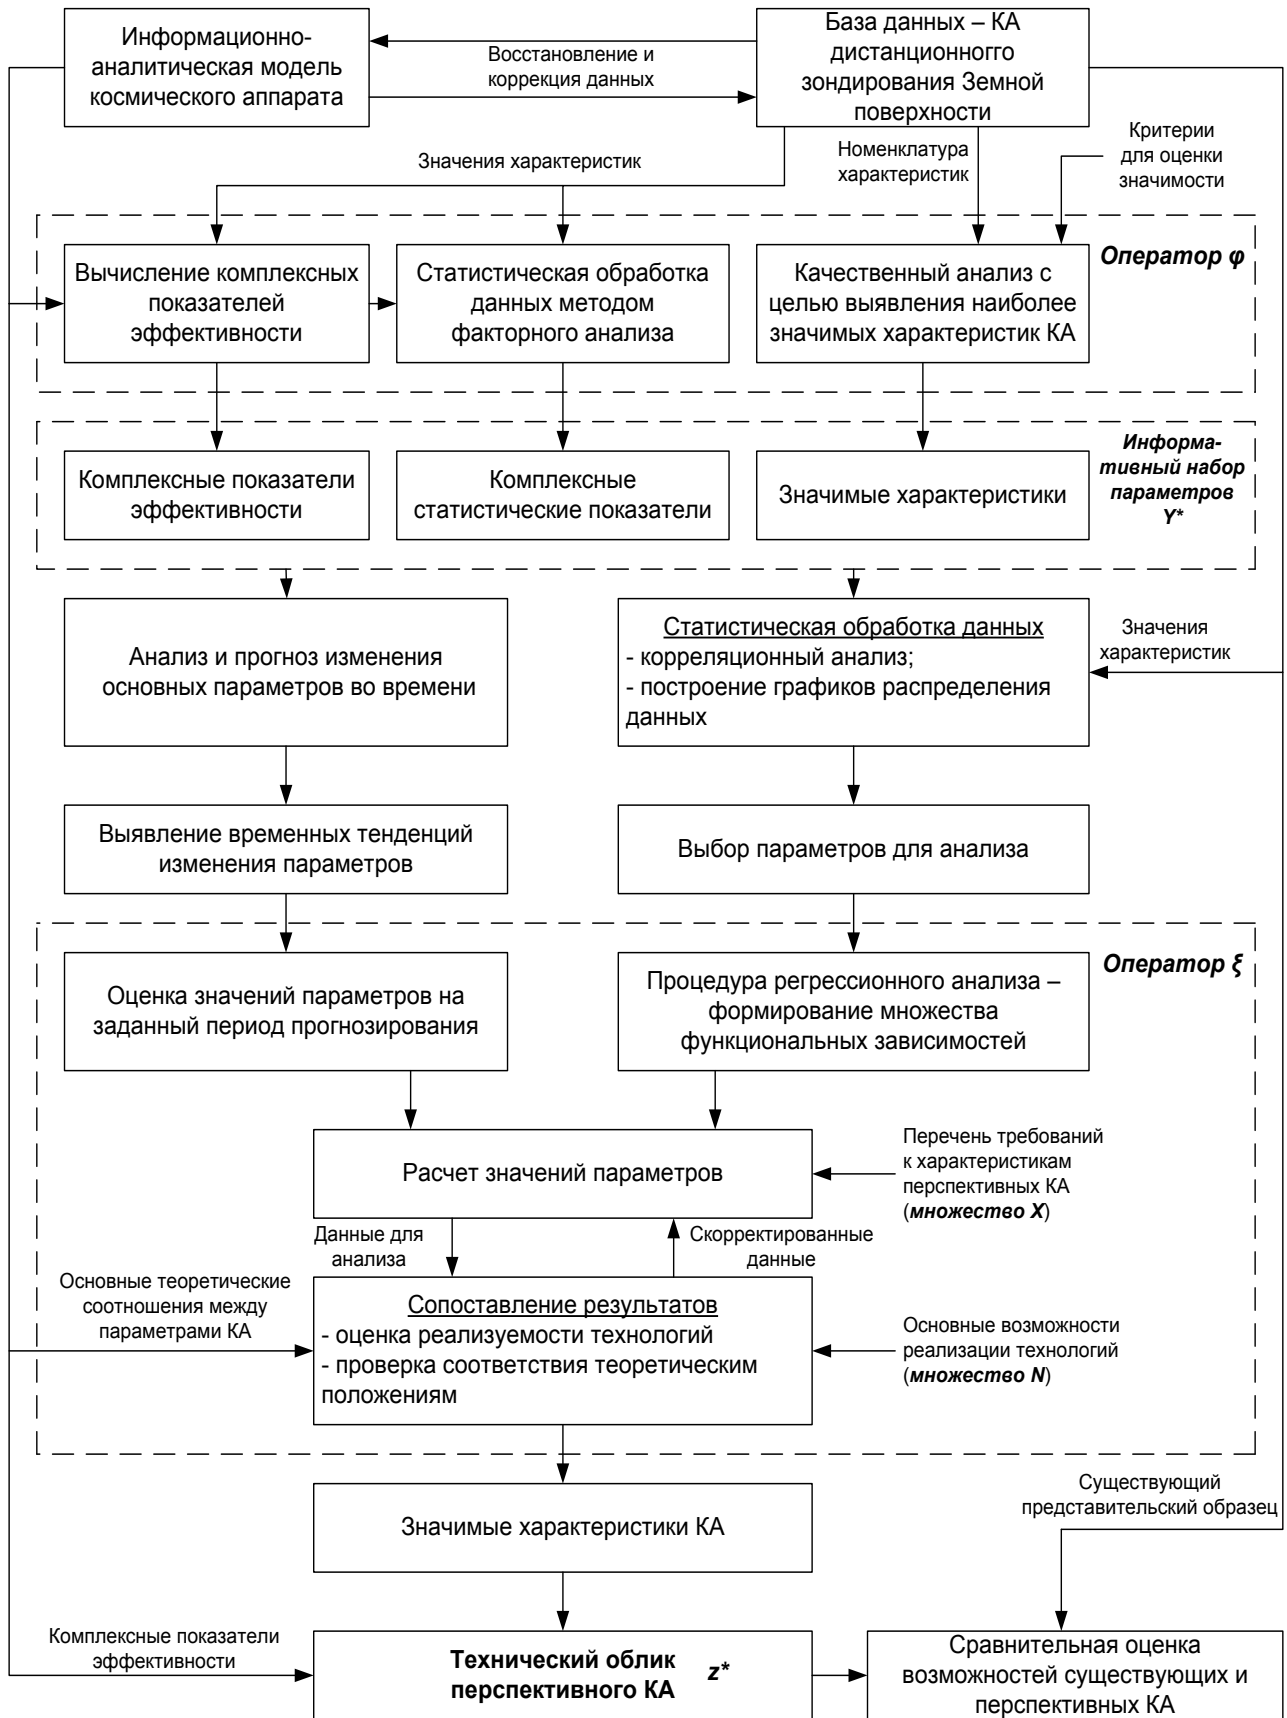 Информационно-
аналитическая модель
космического аппарата
Восстановление и
коррекция данных
База данных – КА
дистанционногго
зондирования Земной
поверхности
Значения характеристик
Номенклатура
характеристик
Критерии
для оценки
значимости
Оператор φ
Вычисление комплексных
показателей
эффективности
Статистическая обработка
данных методом
факторного анализа
Качественный анализ с
целью выявления наиболее
значимых характеристик КА
Информа-
тивный набор
параметров
Y*
Комплексные показатели
эффективности
Комплексные
статистические показатели
Значимые характеристики
Анализ и прогноз изменения
основных параметров во времени
Статистическая обработка данных
- корреляционный анализ;
- построение графиков распределения
данных
Значения
характеристик
Выявление временных тенденций
изменения параметров
Выбор параметров для анализа
Оператор ξ
Оценка значений параметров на
заданный период прогнозирования
Процедура регрессионного анализа –
формирование множества
функциональных зависимостей
Расчет значений параметров
Перечень требований
к характеристикам
перспективных КА
(множество X)
Данные для
анализа
Скорректированные
данные
Основные теоретические
соотношения между
параметрами КА
Сопоставление результатов
- оценка реализуемости технологий
- проверка соответствия теоретическим
положениям
Основные возможности
реализации технологий
(множество N)
Значимые характеристики КА
Существующий
представительский образец
Комплексные показатели
эффективности
Технический облик
перспективного КА
z*
Сравнительная оценка
возможностей существующих и
перспективных КА